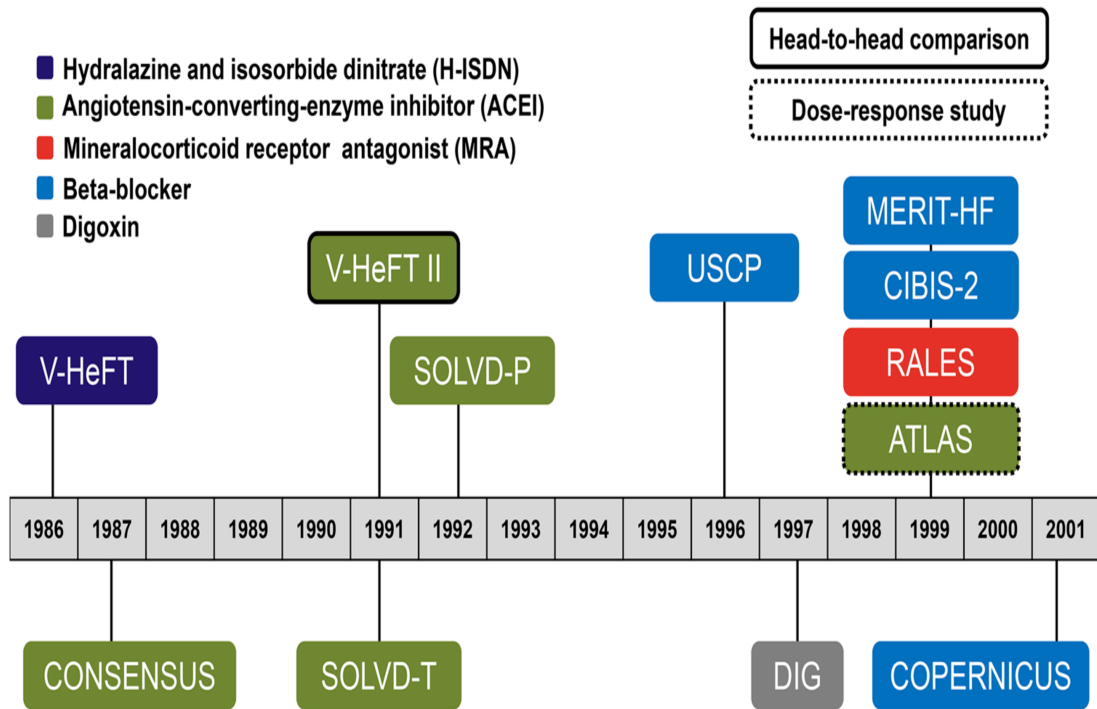 Head-to-head comparison
Dose-response study
Hydralazine and isosorbide dinitrate (H-ISDN)
Angiotensin-converting-enzyme inhibitor (ACEI)
Mineralocorticoid receptor antagonist (MRA)
Beta-blocker
Digoxin
MERIT-HF
V-HeFT II
USCP
CIBIS-2
V-HeFT
SOLVD-P
RALES
ATLAS
1986 1987 1988 1989 1990 1991 1992 1993 1994 1995 1996 1997 1998 1999 2000 2001
CONSENSUS
SOLVD-T
DIG
COPERNICUS